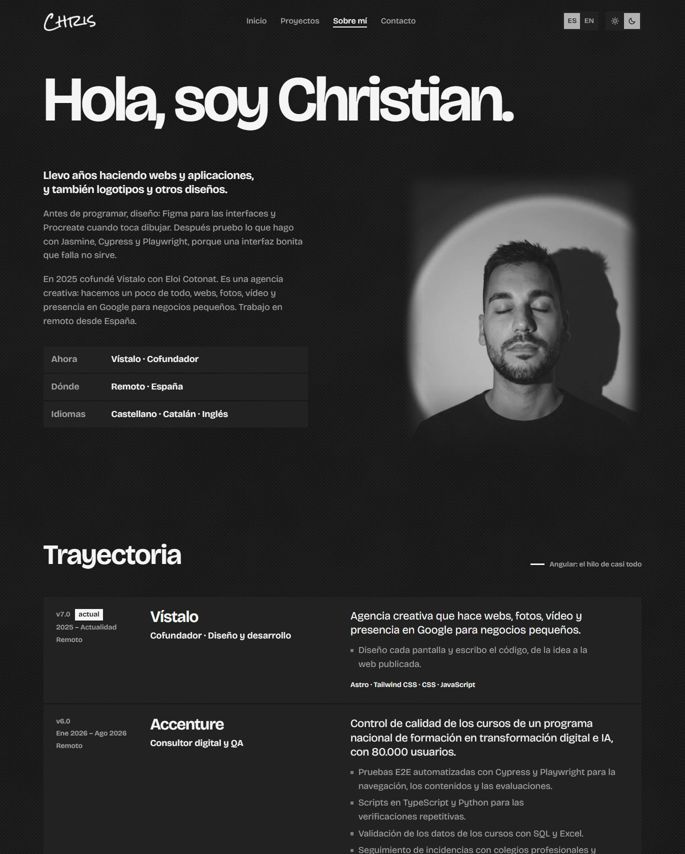 CHRIS
Inicio Proyectos Sobre mí Contacto
ES EN
Hola, soy Christian.
Llevo años haciendo webs y aplicaciones,
y también logotipos y otros diseños.
Antes de programar, diseño: Figma para las interfaces y
Procreate cuando toca dibujar. Después pruebo lo que hago
con Jasmine, Cypress y Playwright, porque una interfaz bonita
que falla no sirve.
En 2025 cofundé Vístalo con Eloi Cotonat. Es una agencia
creativa: hacemos un poco de todo, webs, fotos, vídeo y
presencia en Google para negocios pequeños. Trabajo en
remoto desde España.
Ahora Vístalo · Cofundador
Dónde Remoto · España
Idiomas Castellano · Catalán · Inglés
Trayectoria
Angular: el hilo de casi todo
v7.0 actual
2025 – Actualidad
Remoto
Vístalo
Cofundador · Diseño y desarrollo
Agencia creativa que hace webs, fotos, vídeo y
presencia en Google para negocios pequeños.
Diseño cada pantalla y escribo el código, de la idea a la
web publicada.
Astro · Tailwind CSS · CSS · JavaScript
v6.0
Ene 2026 – Ago 2026
Remoto
Accenture
Consultor digital y QA
Control de calidad de los cursos de un programa
nacional de formación en transformación digital e IA,
con 80.000 usuarios.
Pruebas E2E automatizadas con Cypress y Playwright para la
navegación, los contenidos y las evaluaciones.
Scripts en TypeScript y Python para las
verificaciones repetitivas.
Validación de los datos de los cursos con SQL y Excel.
Seguimiento de incidencias con colegios profesionales y